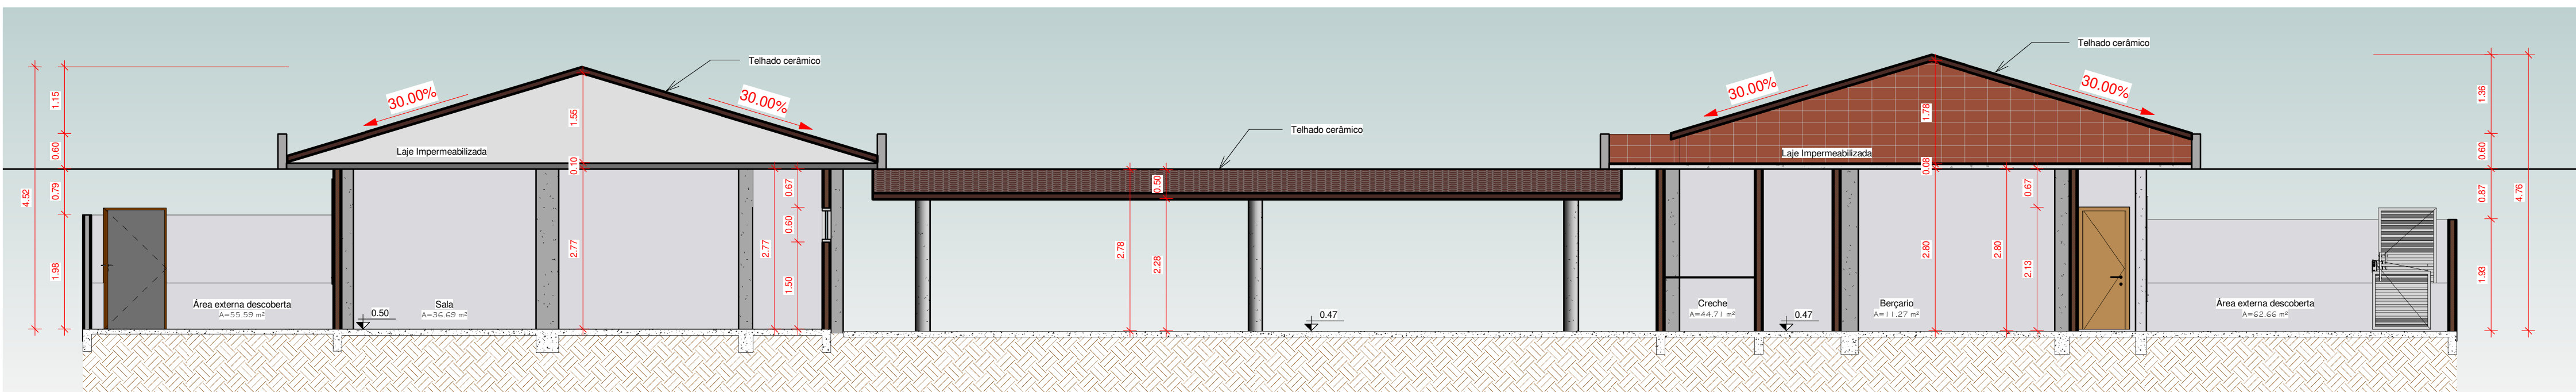 Telhado cerâmico
Telhado cerâmico
4.52
1.15
0.60
0.79
1.98
30.00%
30.00%
1.55
0.10
2.77
Laje Impermeabilizada
2.77
0.67
0.60
1.50
Área externa descoberta
A=55.59 m²
Sala
A=36.69 m²
0.50
Telhado cerâmico
0.50
2.78
2.28
0.47
30.00%
30.00%
1.78
0.08
2.80
Laje Impermeabilizada
2.80
0.67
2.13
Creche
A=44.71 m²
0.47
Berçario
A=11.27 m²
Área externa descoberta
A=62.66 m²
1.36
0.60
0.87
1.93
4.76